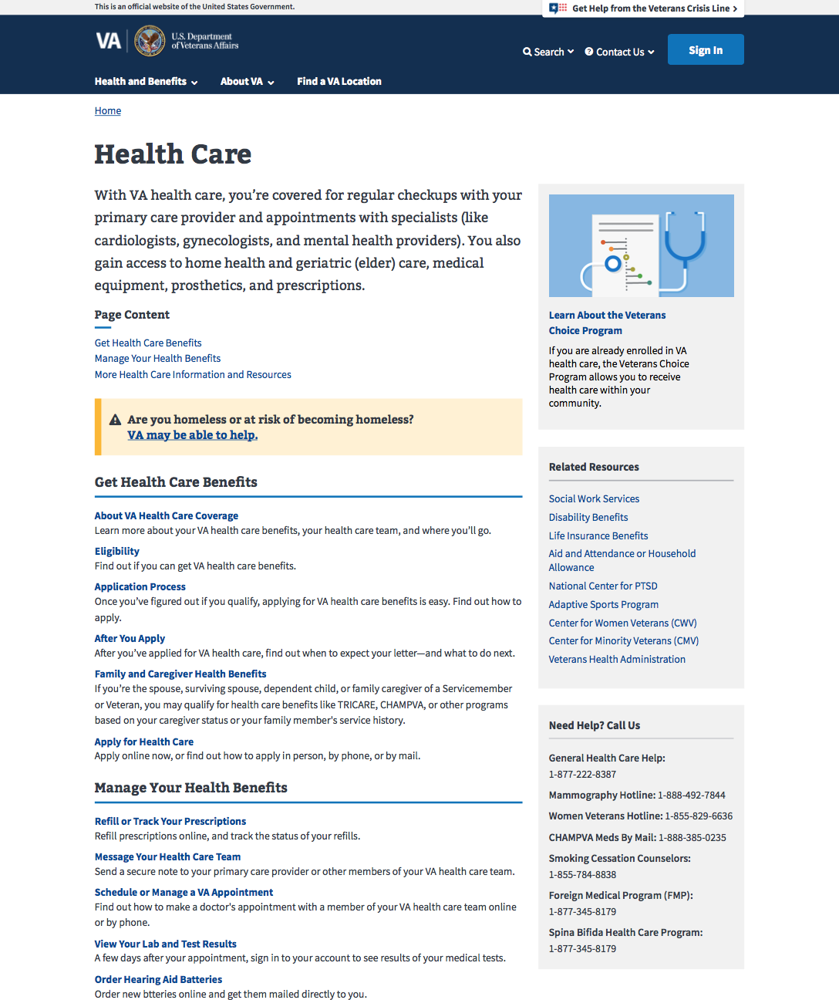 This is an official website of the United States Government.
Get Help from the Veterans Crisis Line
VA
U.S. Department
of Veterans Affairs
Search
Contact Us
Sign In
Health and Benefits
About VA
Find a VA Location
Home
Health Care
With VA health care, you’re covered for regular checkups with your
primary care provider and appointments with specialists (like
cardiologists, gynecologists, and mental health providers). You also
gain access to home health and geriatric (elder) care, medical
equipment, prosthetics, and prescriptions.
Page Content
Get Health Care Benefits
Manage Your Health Benefits
More Health Care Information and Resources
Are you homeless or at risk of becoming homeless?
VA may be able to help.
Get Health Care Benefits
About VA Health Care Coverage
Learn more about your VA health care benefits, your health care team, and where you’ll go.
Eligibility
Find out if you can get VA health care benefits.
Application Process
Once you’ve figured out if you qualify, applying for VA health care benefits is easy. Find out how to
apply.
After You Apply
After you’ve applied for VA health care, find out when to expect your letter—and what to do next.
Family and Caregiver Health Benefits
If you’re the spouse, surviving spouse, dependent child, or family caregiver of a Servicemember
or Veteran, you may qualify for health care benefits like TRICARE, CHAMPVA, or other programs
based on your caregiver status or your family member's service history.
Apply for Health Care
Apply online now, or find out how to apply in person, by phone, or by mail.
Manage Your Health Benefits
Refill or Track Your Prescriptions
Refill prescriptions online, and track the status of your refills.
Message Your Health Care Team
Send a secure note to your primary care provider or other members of your VA health care team.
Schedule or Manage a VA Appointment
Find out how to make a doctor's appointment with a member of your VA health care team online
or by phone.
View Your Lab and Test Results
A few days after your appointment, sign in to your account to see results of your medical tests.
Order Hearing Aid Batteries
Order new btteries online and get them mailed directly to you.
Learn About the Veterans
Choice Program
If you are already enrolled in VA
health care, the Veterans Choice
Program allows you to receive
health care within your
community.
Related Resources
Social Work Services
Disability Benefits
Life Insurance Benefits
Aid and Attendance or Household
Allowance
National Center for PTSD
Adaptive Sports Program
Center for Women Veterans (CWV)
Center for Minority Veterans (CMV)
Veterans Health Administration
Need Help? Call Us
General Health Care Help:
1-877-222-8387
Mammography Hotline: 1-888-492-7844
Women Veterans Hotline: 1-855-829-6636
CHAMPVA Meds By Mail: 1-888-385-0235
Smoking Cessation Counselors:
1-855-784-8838
Foreign Medical Program (FMP):
1-877-345-8179
Spina Bifida Health Care Program:
1-877-345-8179